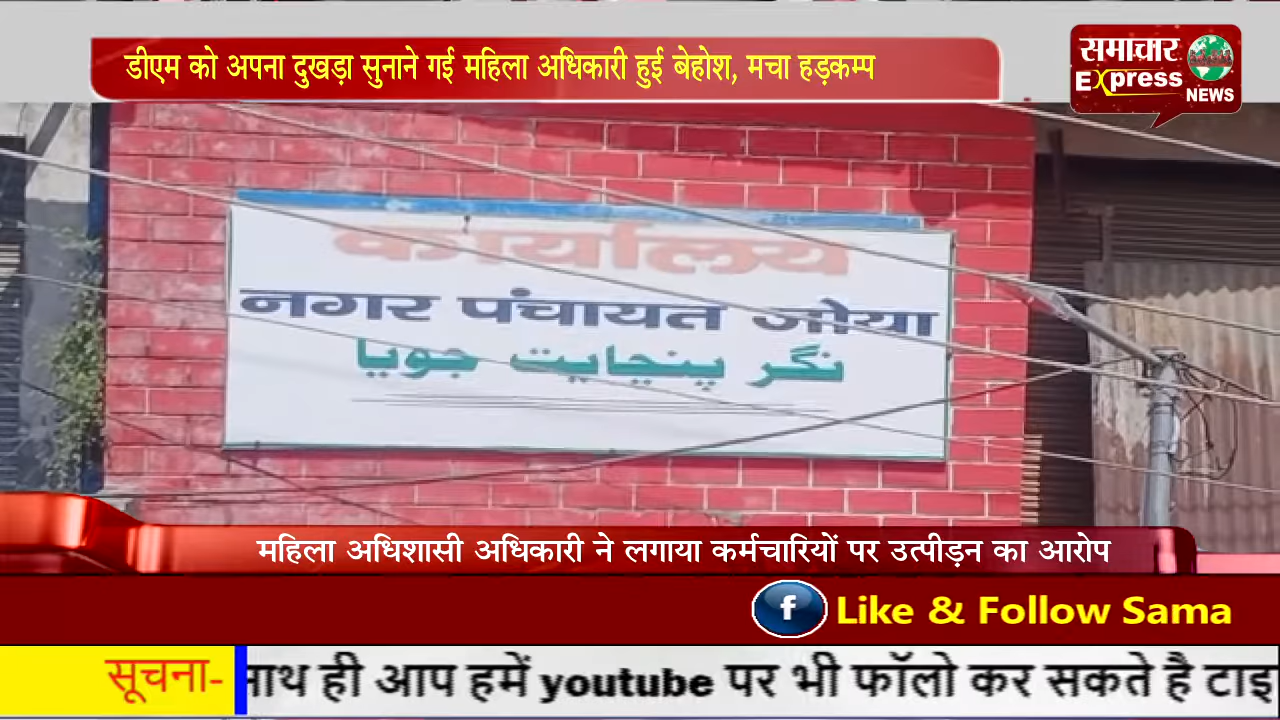 डीएम को अपना दुखड़ा सुनाने गई महिला अधिकारी हुई बेहोश, मचा हड़कम्प
समाचार
Express
NEWS
कार्यालय
नगर पंचायत जोया
نگر پنچایت جویا
महिला अधिशासी अधिकारी ने लगाया कर्मचारियों पर उत्पीड़न का आरोप
f Like & Follow Sama
सूचना- साथ ही आप हमें youtube पर भी फॉलो कर सकते है टाइ